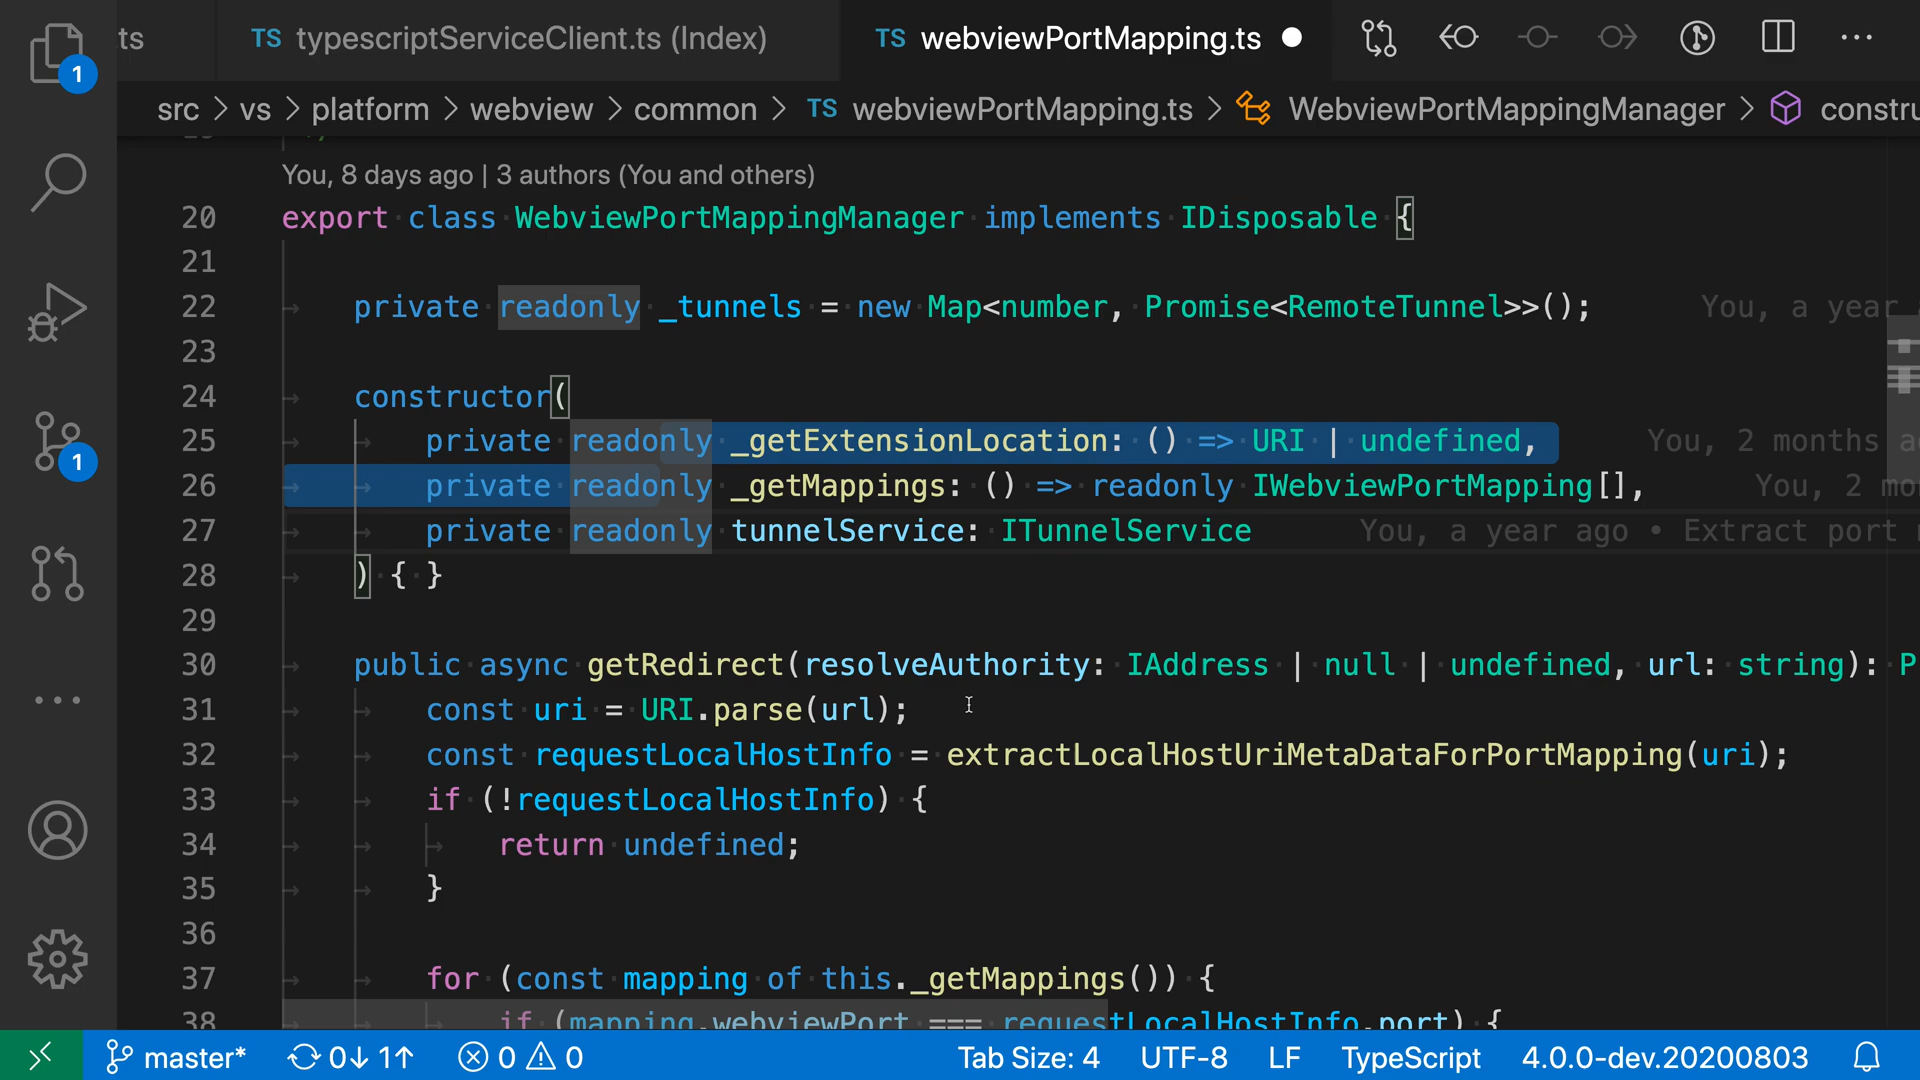 1
ts
TS typescriptServiceClient.ts (Index)
TS webviewPortMapping.ts
src > vs > platform > webview > common > TS webviewPortMapping.ts > WebviewPortMappingManager > constru
You, 8 days ago | 3 authors (You and others)
20 export class WebviewPortMappingManager implements IDisposable {
21
22 private readonly _tunnels = new Map<number, Promise<RemoteTunnel>>(); You, a year
23
24 constructor(
25 private readonly _getExtensionLocation: () => URI | undefined, You, 2 months a
26 private readonly _getMappings: () => readonly IWebviewPortMapping[], You, 2 mo
27 private readonly tunnelService: ITunnelService You, a year ago • Extract port
28 ) { }
29
30 public async getRedirect(resolveAuthority: IAddress | null | undefined, url: string): P
31 const uri = URI.parse(url);
32 const requestLocalHostInfo = extractLocalHostUriMetaDataForPortMapping(uri);
33 if (!requestLocalHostInfo) {
34 return undefined;
35 }
36
37 for (const mapping of this._getMappings()) {
38 if (mapping.webviewPort === requestLocalHostInfo.port) {
1
master* 0↓ 1↑ 0 0 Tab Size: 4 UTF-8 LF TypeScript 4.0.0-dev.20200803